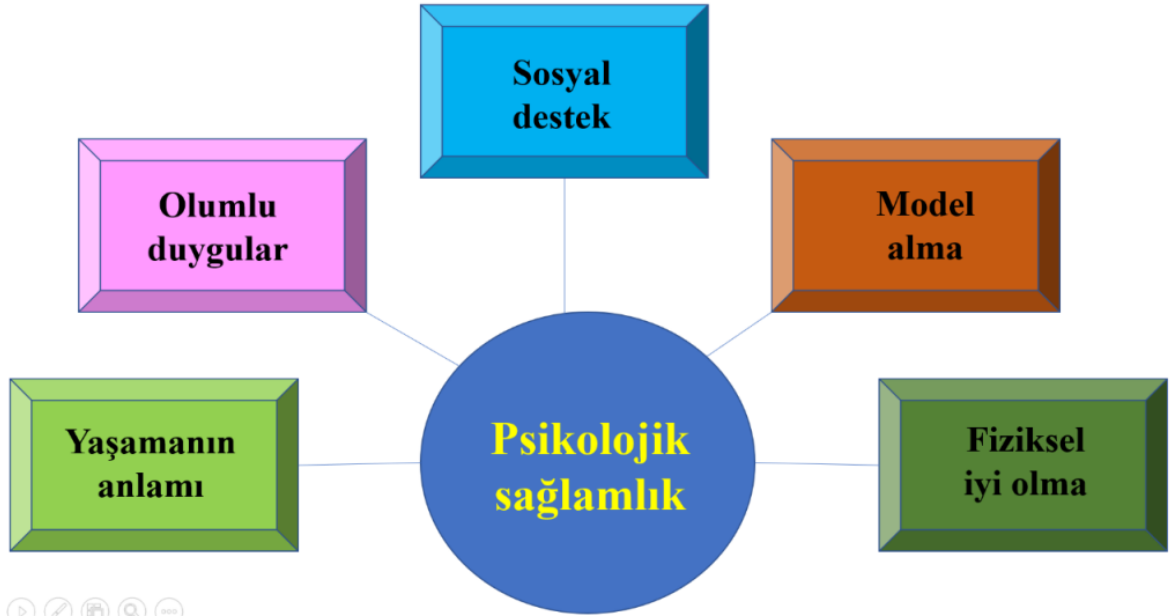 Sosyal
destek
Olumlu
duygular
Model
alma
Yaşamanın
anlamı
Psikolojik
sağlamlık
Fiziksel
iyi olma